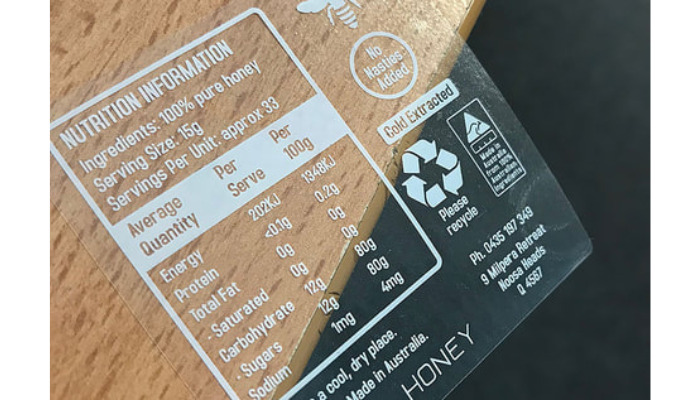 NUTRITION INFORMATION
Ingredients: 100% pure honey
Serving Size: 15g
Servings Per Unit: approx 33
Average Quantity Per Serve Per 100g
Energy 202KJ 1348KJ
Protein <0.1g 0.2g
Total Fat 0g 0g
- Saturated 0g 0g
Carbohydrate 12g 80g
- Sugars 12g 80g
Sodium 1mg 4mg
No
Nasties
Added
Cold Extracted
Please
recycle
Made in
Australia
from 100%
Australian
Ingredients
Ph. 0435 197 349
9 Milpera Retreat
Noosa Heads
Q 4567
a cool, dry place.
Made in Australia.
HONEY